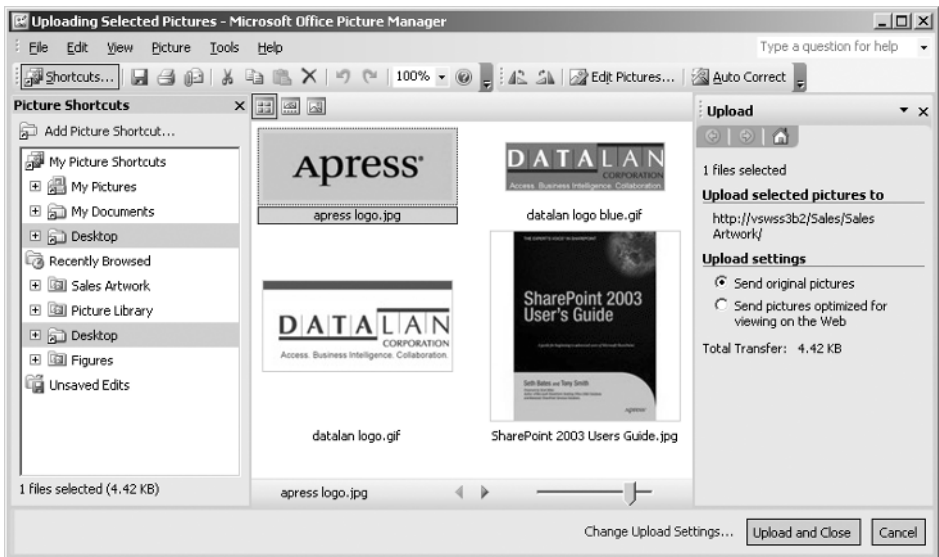 Uploading Selected Pictures - Microsoft Office Picture Manager
File Edit View Picture Tools Help
Type a question for help
Shortcuts... 100% Edit Pictures... Auto Correct
Picture Shortcuts
Add Picture Shortcut...
My Picture Shortcuts
My Pictures
My Documents
Desktop
Recently Browsed
Sales Artwork
Picture Library
Desktop
Figures
Unsaved Edits
1 files selected (4.42 KB)
Apress®
apress logo.jpg
DATALAN
CORPORATION
Access. Business Intelligence. Collaboration.
datalan logo blue.gif
DATALAN
CORPORATION
Access. Business Intelligence. Collaboration.
datalan logo.gif
THE EXPERT'S VOICE IN SHAREPOINT
SharePoint 2003
User's Guide
Seth Bates and Tony Smith
Apress
SharePoint 2003 Users Guide.jpg
apress logo.jpg
Upload
1 files selected
Upload selected pictures to
http://vswss3b2/Sales/Sales
Artwork/
Upload settings
Send original pictures
Send pictures optimized for
viewing on the Web
Total Transfer: 4.42 KB
Change Upload Settings... Upload and Close Cancel